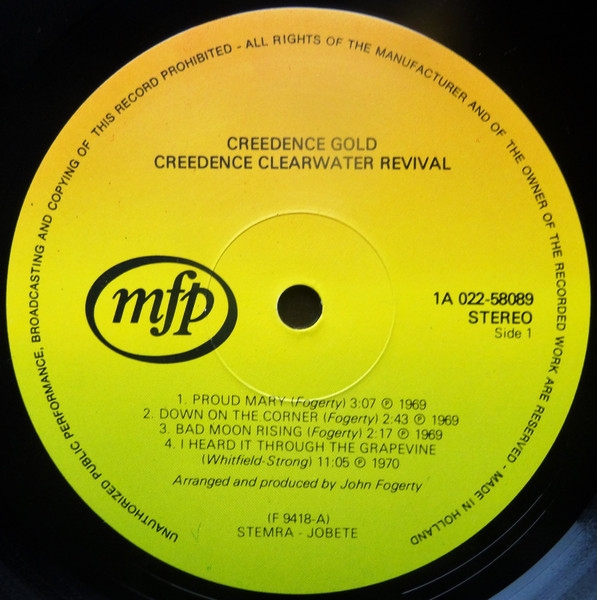 UNAUTHORIZED PUBLIC PERFORMANCE, BROADCASTING AND COPYING OF THIS RECORD PROHIBITED - ALL RIGHTS OF THE MANUFACTURER AND OF THE OWNER OF THE RECORDED WORK ARE RESERVED - MADE IN HOLLAND
CREEDENCE GOLD
CREEDENCE CLEARWATER REVIVAL
mfp
1A 022-58089
STEREO
Side 1
1. PROUD MARY (Fogerty) 3:07 ℗ 1969
2. DOWN ON THE CORNER (Fogerty) 2:43 ℗ 1969
3. BAD MOON RISING (Fogerty) 2:17 ℗ 1969
4. I HEARD IT THROUGH THE GRAPEVINE
(Whitfield-Strong) 11:05 ℗ 1970
Arranged and produced by John Fogerty
(F 9418-A)
STEMRA - JOBETE